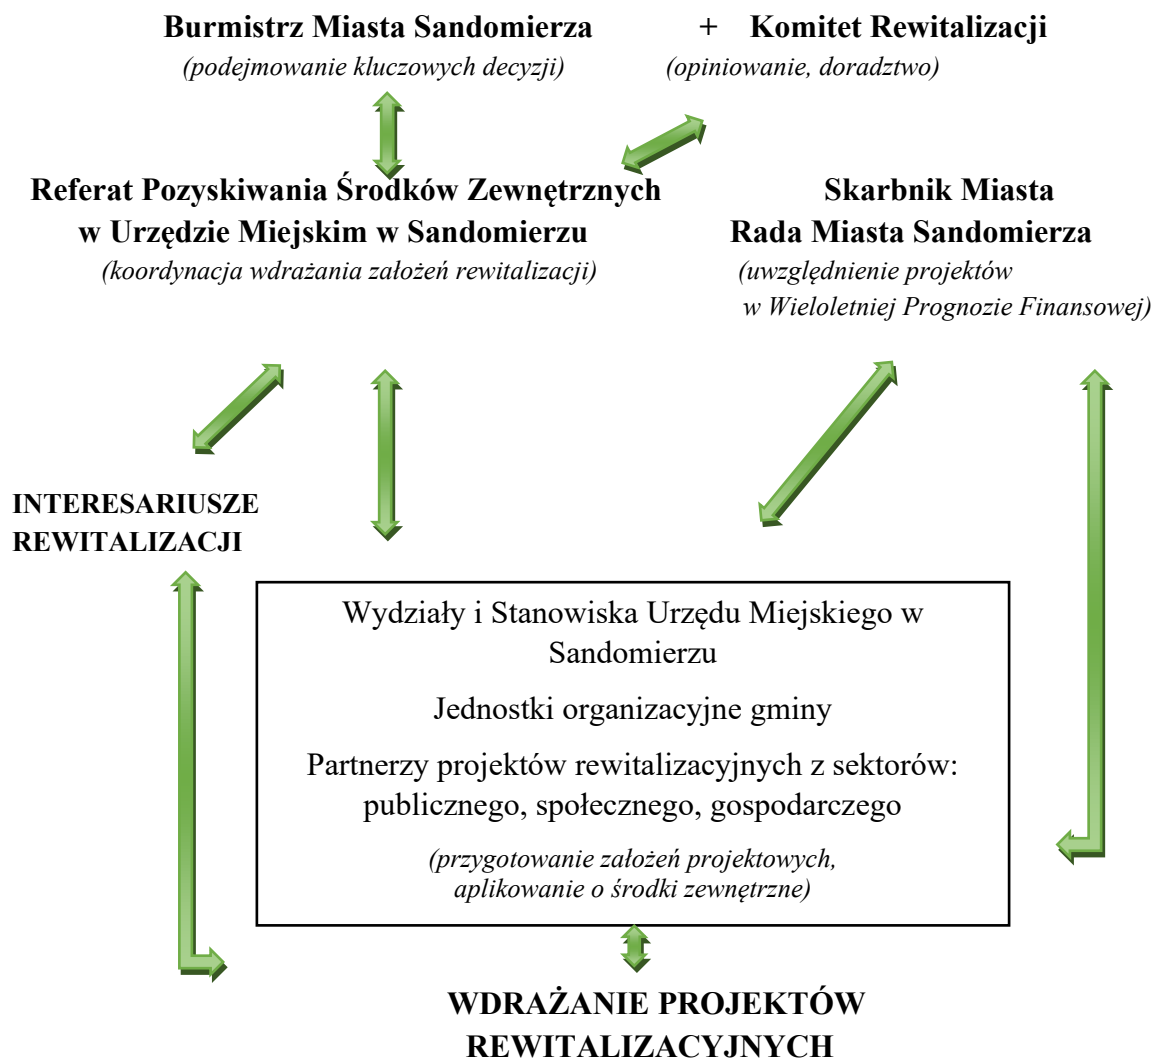 Burmistrz Miasta Sandomierza + Komitet Rewitalizacji
(podejmowanie kluczowych decyzji) (opiniowanie, doradztwo)
Referat Pozyskiwania Środków Zewnętrznych
w Urzędzie Miejskim w Sandomierzu
(koordynacja wdrażania założeń rewitalizacji)
Skarbnik Miasta
Rada Miasta Sandomierza
(uwzględnienie projektów
w Wieloletniej Prognozie Finansowej)
INTERESARIUSZE
REWITALIZACJI
Wydziały i Stanowiska Urzędu Miejskiego w
Sandomierzu
Jednostki organizacyjne gminy
Partnerzy projektów rewitalizacyjnych z sektorów:
publicznego, społecznego, gospodarczego
(przygotowanie założeń projektowych,
aplikowanie o środki zewnętrzne)
WDRAŻANIE PROJEKTÓW
REWITALIZACYJNYCH